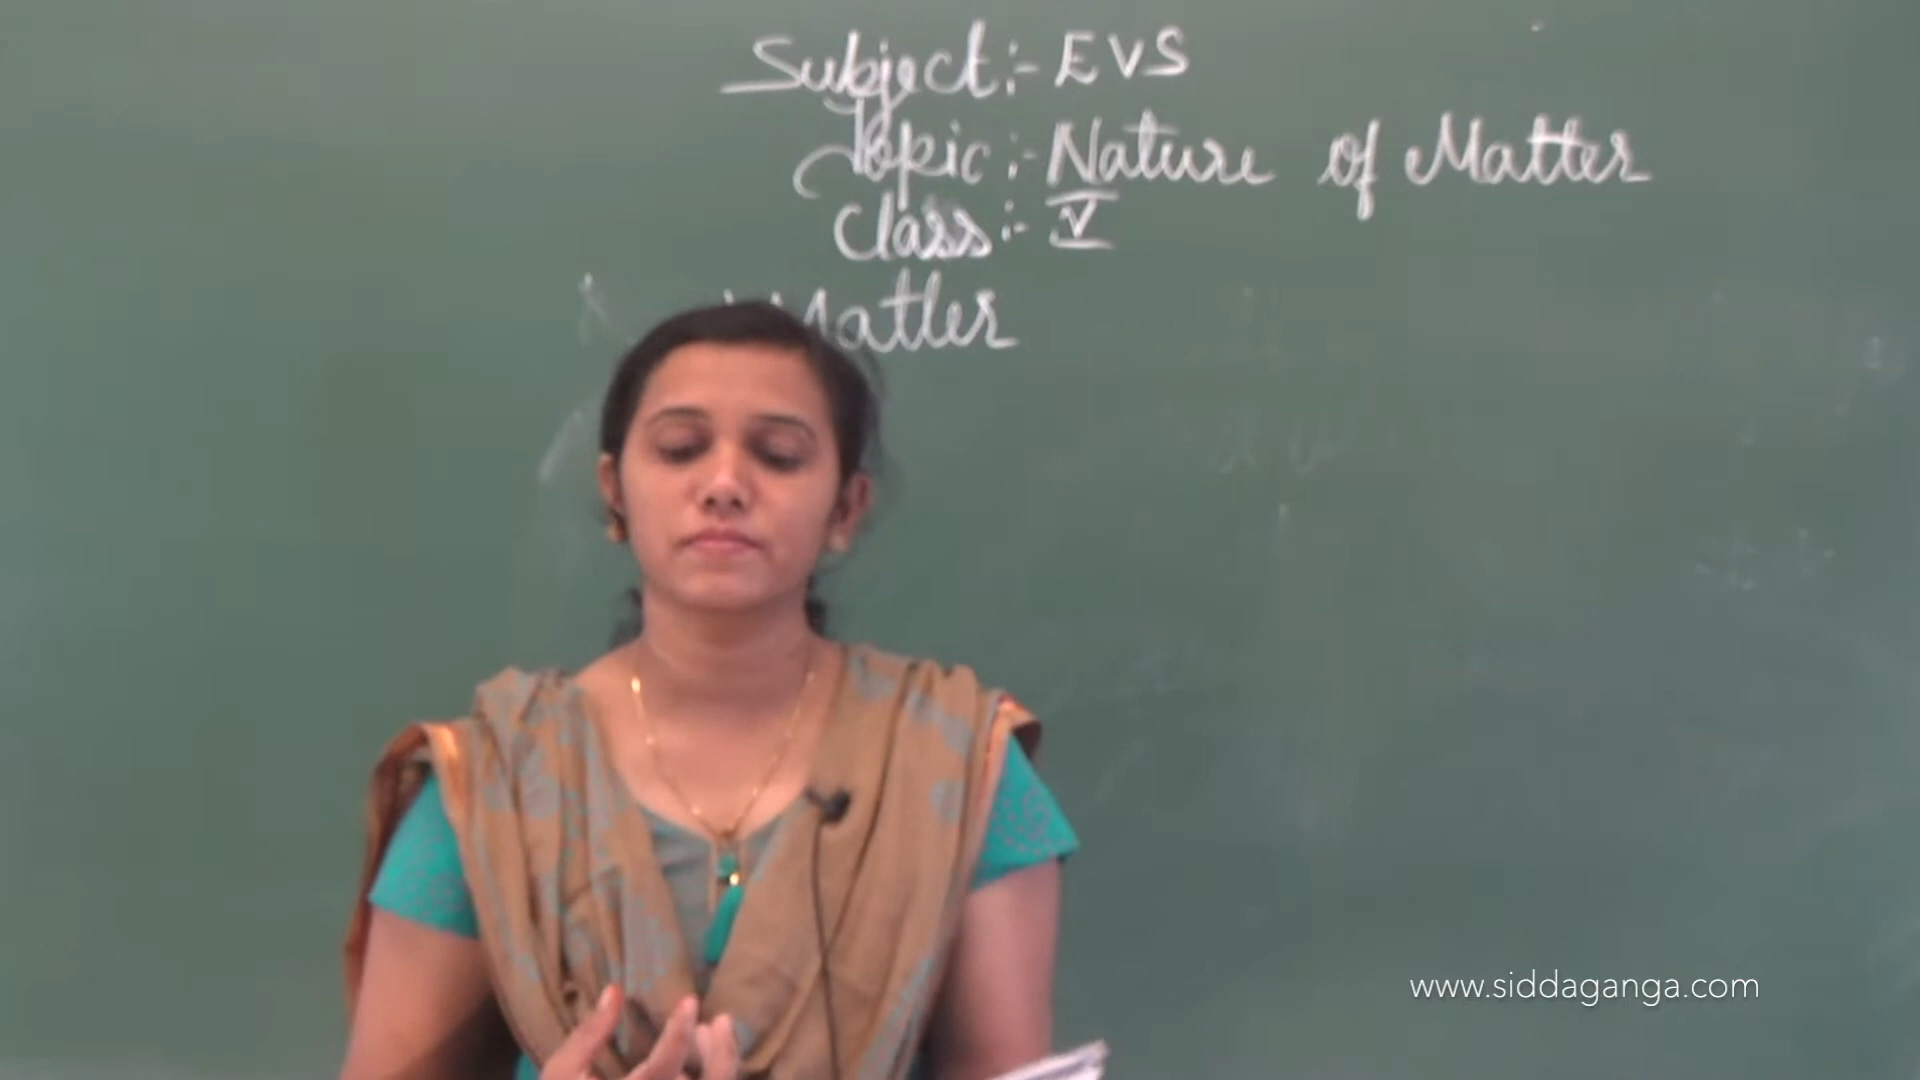 Subject:- EVS
Topic:- Nature of Matter
Class:- V
Matter
www.siddaganga.com